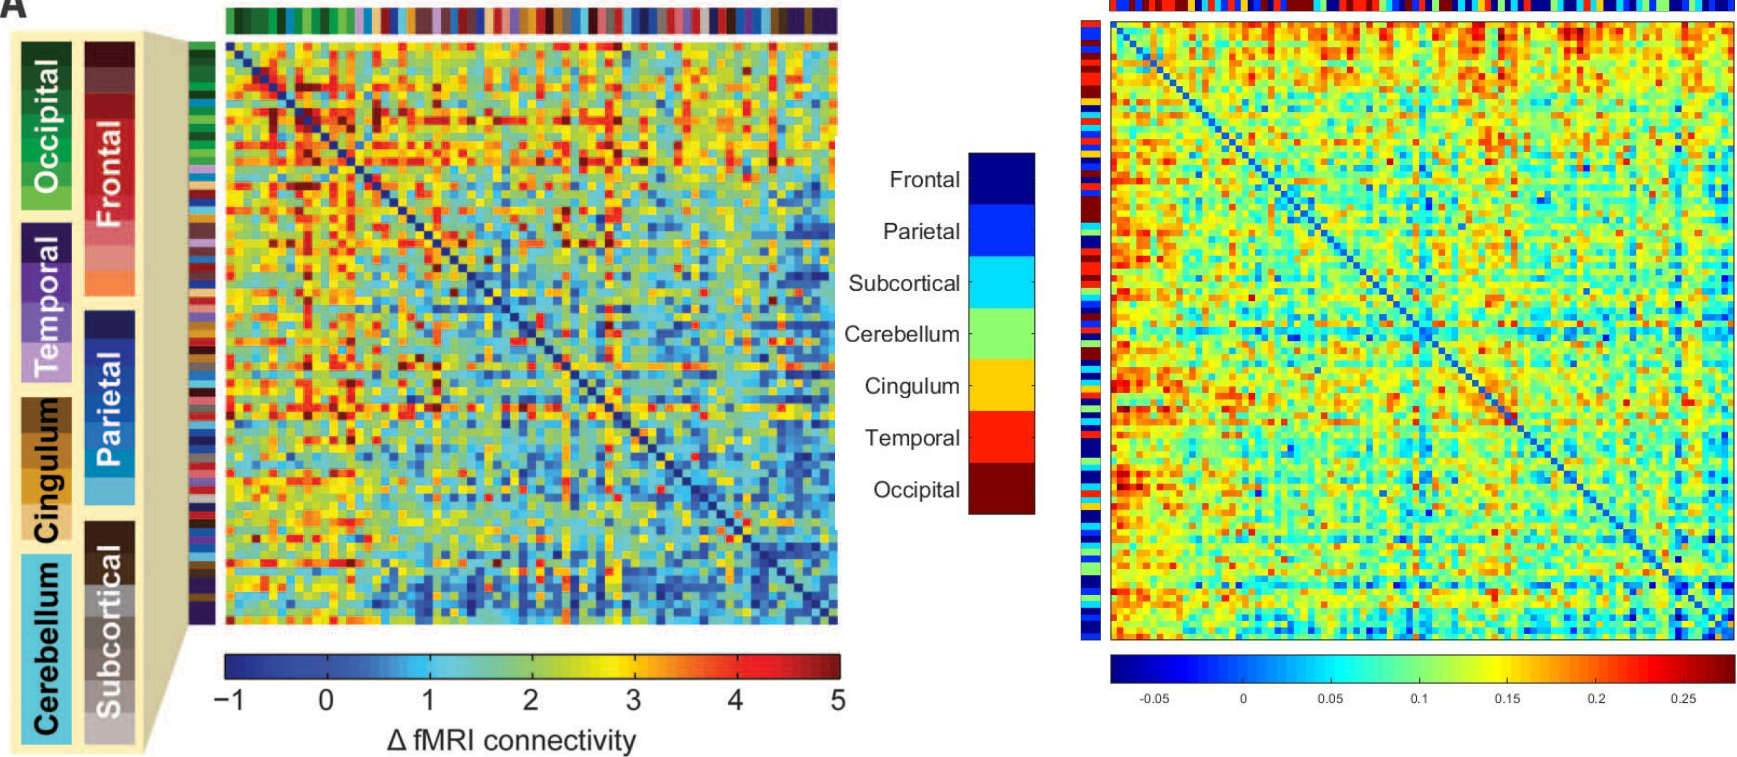 A
Occipital
Frontal
Temporal
Parietal
Cingulum
Cerebellum
Subcortical
−1 0 1 2 3 4 5
Δ fMRI connectivity
Frontal
Parietal
Subcortical
Cerebellum
Cingulum
Temporal
Occipital
-0.05 0 0.05 0.1 0.15 0.2 0.25